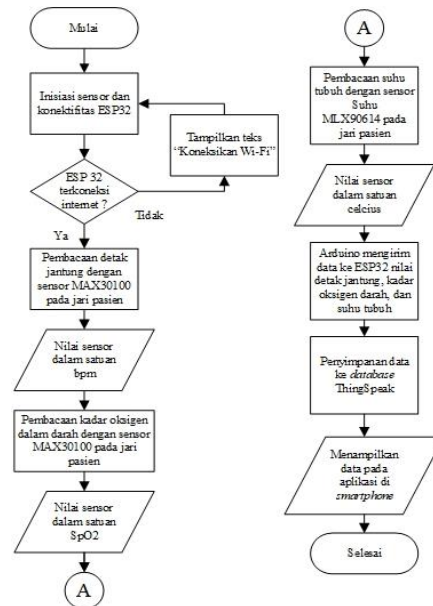 Mulai
Inisiasi sensor dan
konektifitas ESP32
Tampilkan teks
“Koneksikan Wi-Fi”
ESP 32
terkoneksi
internet ?
Tidak
Ya
Pembacaan detak
jantung dengan
sensor MAX30100
pada jari pasien
Nilai sensor
dalam satuan
bpm
Pembacaan kadar oksigen
dalam darah dengan sensor
MAX30100 pada jari
pasien
Nilai sensor
dalam satuan
SpO2
A
A
Pembacaan suhu
tubuh dengan sensor
Suhu
MLX90614 pada
jari pasien
Nilai sensor
dalam satuan
celcius
Arduino mengirim
data ke ESP32 nilai
detak jantung, kadar
oksigen darah, dan
suhu tubuh
Penyimpanan data
ke database
ThingSpeak
Menampilkan
data pada
aplikasi di
smartphone
Selesai